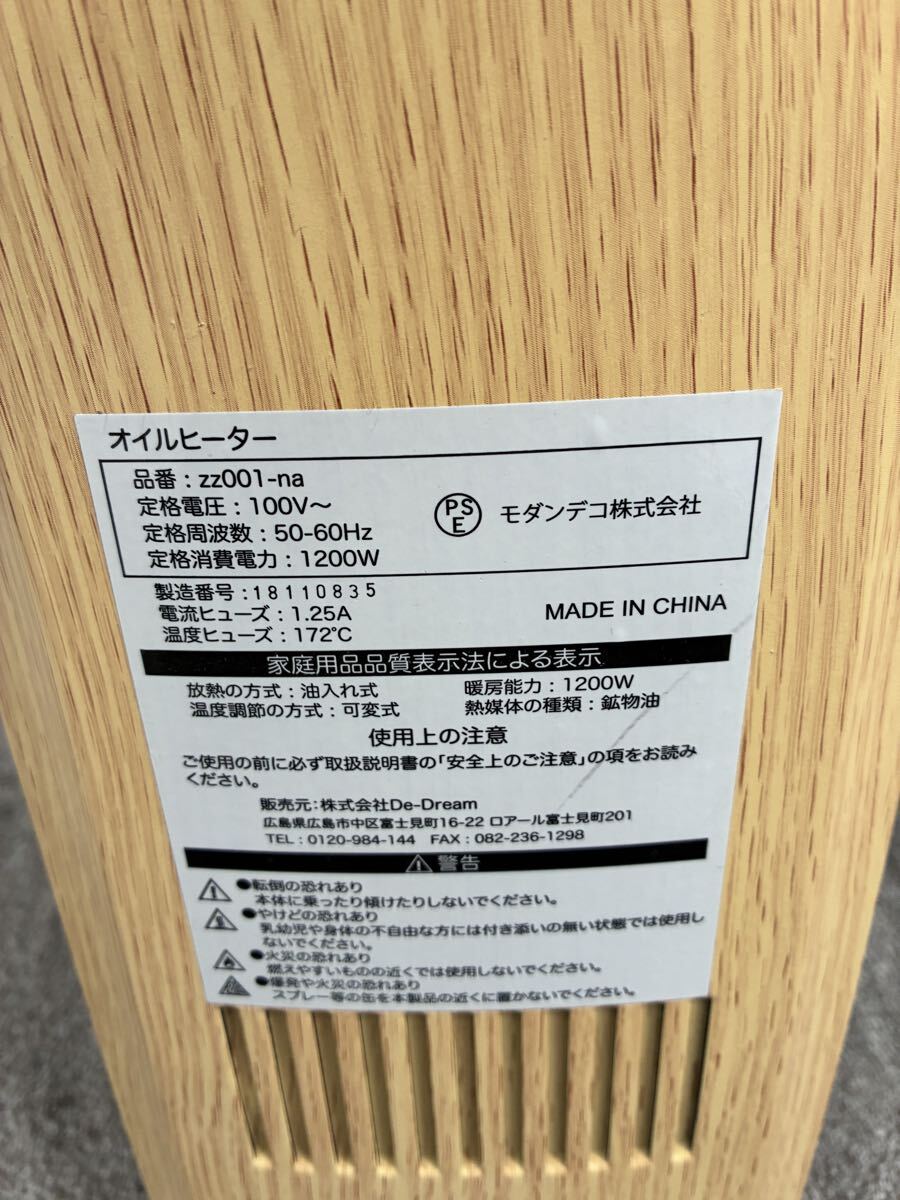 オイルヒーター
品番：zz001-na
定格電圧：100V～
定格周波数：50-60Hz
定格消費電力：1200W
PSE モダンデコ株式会社
製造番号：18110835
電流ヒューズ：1.25A
温度ヒューズ：172℃
MADE IN CHINA
家庭用品品質表示法による表示
放熱の方式：油入れ式 暖房能力：1200W
温度調節の方式：可変式 熱媒体の種類：鉱物油
使用上の注意
ご使用の前に必ず取扱説明書の「安全上のご注意」の項をお読み
ください。
販売元：株式会社De-Dream
広島県広島市中区富士見町16-22 ロアール富士見町201
TEL：0120-984-144 FAX：082-236-1298
警告
●転倒の恐れあり
本体に乗ったり傾けたりしないでください。
●やけどの恐れあり
乳幼児や身体の不自由な方には付き添いの無い状態では使用し
ないでください。
●火災の恐れあり
燃えやすいものの近くでは使用しないでください。
●爆発や火災の恐れあり
スプレー等の缶を本製品の近くに置かないでください。